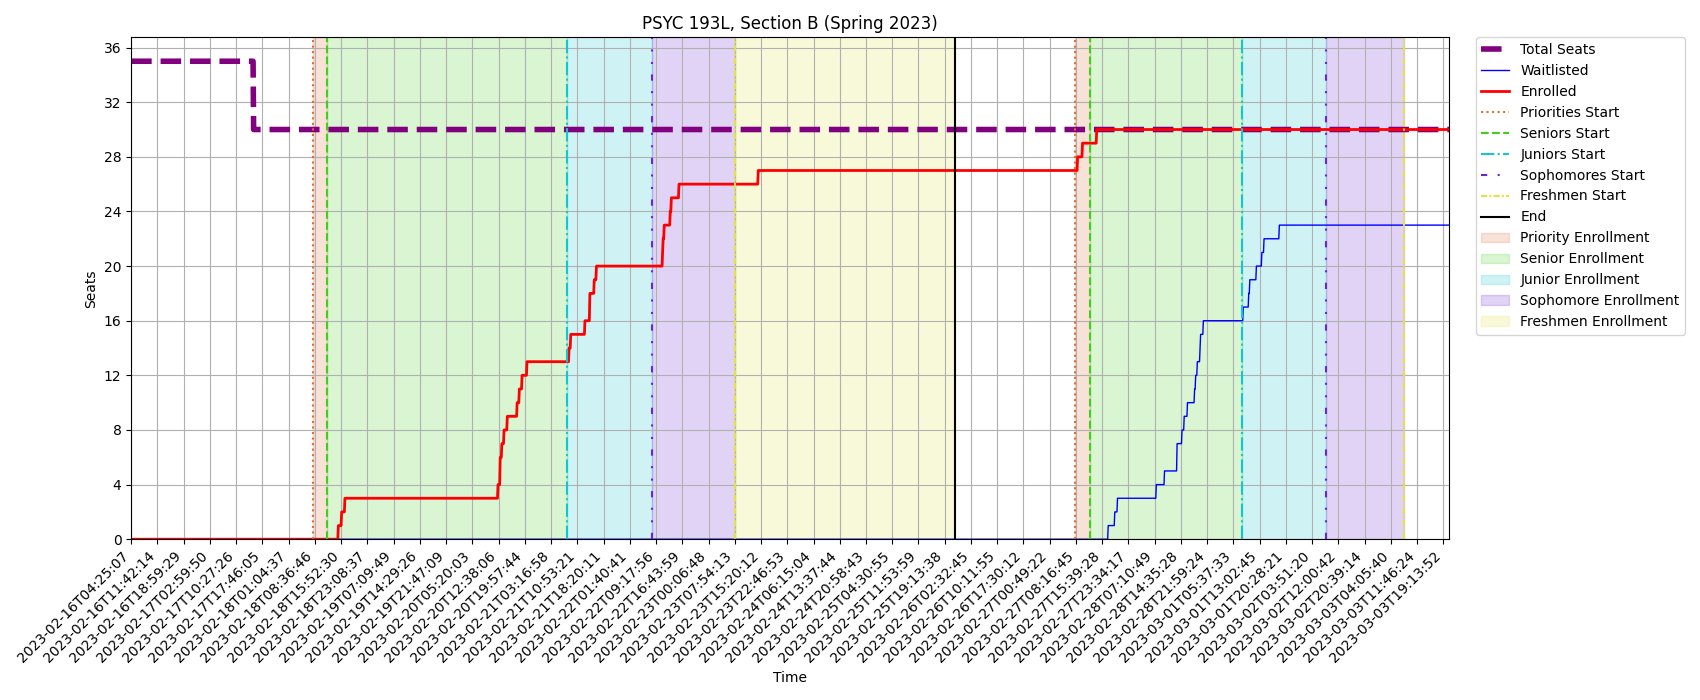 PSYC 193L, Section B (Spring 2023)
36
32
28
24
20
16
12
8
4
0
Seats
2023-02-16T04:25:07
2023-02-16T11:42:14
2023-02-16T18:59:29
2023-02-17T02:59:50
2023-02-17T10:27:26
2023-02-17T17:46:05
2023-02-18T01:04:37
2023-02-18T08:36:46
2023-02-18T15:52:30
2023-02-18T23:08:37
2023-02-19T07:09:49
2023-02-19T14:29:26
2023-02-19T21:47:09
2023-02-20T05:20:03
2023-02-20T12:38:06
2023-02-20T19:57:44
2023-02-21T03:16:58
2023-02-21T10:53:21
2023-02-21T18:20:11
2023-02-22T01:40:41
2023-02-22T09:17:56
2023-02-22T16:43:59
2023-02-23T00:06:48
2023-02-23T07:54:13
2023-02-23T15:20:12
2023-02-23T22:46:53
2023-02-24T06:15:04
2023-02-24T13:37:44
2023-02-24T20:58:43
2023-02-25T04:30:55
2023-02-25T11:53:59
2023-02-25T19:13:38
2023-02-26T02:32:45
2023-02-26T10:11:55
2023-02-26T17:30:12
2023-02-27T00:49:22
2023-02-27T08:16:45
2023-02-27T15:39:28
2023-02-27T23:34:17
2023-02-28T07:10:49
2023-02-28T14:35:28
2023-02-28T21:59:24
2023-03-01T05:37:33
2023-03-01T13:02:45
2023-03-01T20:28:21
2023-03-02T03:51:20
2023-03-02T12:00:42
2023-03-02T20:39:14
2023-03-03T04:05:40
2023-03-03T11:46:24
2023-03-03T19:13:52
Time
Total Seats
Waitlisted
Enrolled
Priorities Start
Seniors Start
Juniors Start
Sophomores Start
Freshmen Start
End
Priority Enrollment
Senior Enrollment
Junior Enrollment
Sophomore Enrollment
Freshmen Enrollment